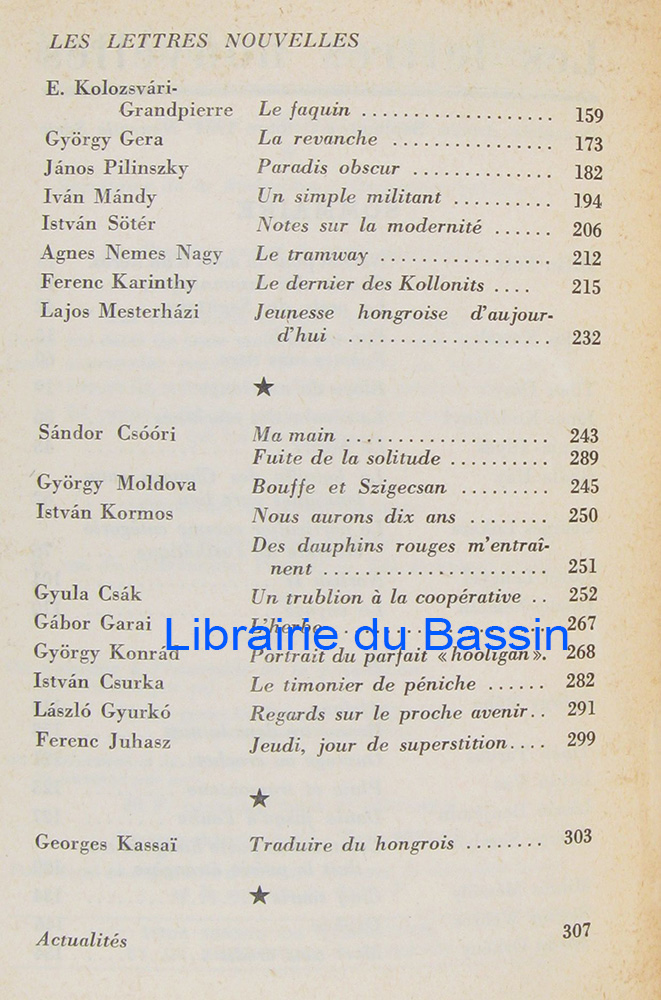 LES LETTRES NOUVELLES
E. Kolozsvári-
Grandpierre Le faquin ................... 159
György Gera La revanche ................ 173
János Pilinszky Paradis obscur .............. 182
Iván Mándy Un simple militant .......... 194
István Sötér Notes sur la modernité ...... 206
Agnes Nemes Nagy Le tramway ................. 212
Ferenc Karinthy Le dernier des Kollonits .... 215
Lajos Mesterházi Jeunesse hongroise d'aujour-
d'hui .................... 232
★
Sándor Csóóri Ma main .................... 243
Fuite de la solitude .......... 289
György Moldova Bouffe et Szigecsan ......... 245
István Kormos Nous aurons dix ans ........ 250
Des dauphins rouges m'entraî-
nent ...................... 251
Gyula Csák Un trublion à la coopérative .. 252
Gábor Garai L'herbe ..................... 267
Librairie du Bassin
György Konrád Portrait du parfait «hooligan». 268
István Csurka Le timonier de péniche ...... 282
László Gyurkó Regards sur le proche avenir.. 291
Ferenc Juhasz Jeudi, jour de superstition.... 299
★
Georges Kassaï Traduire du hongrois ........ 303
★
Actualités 307